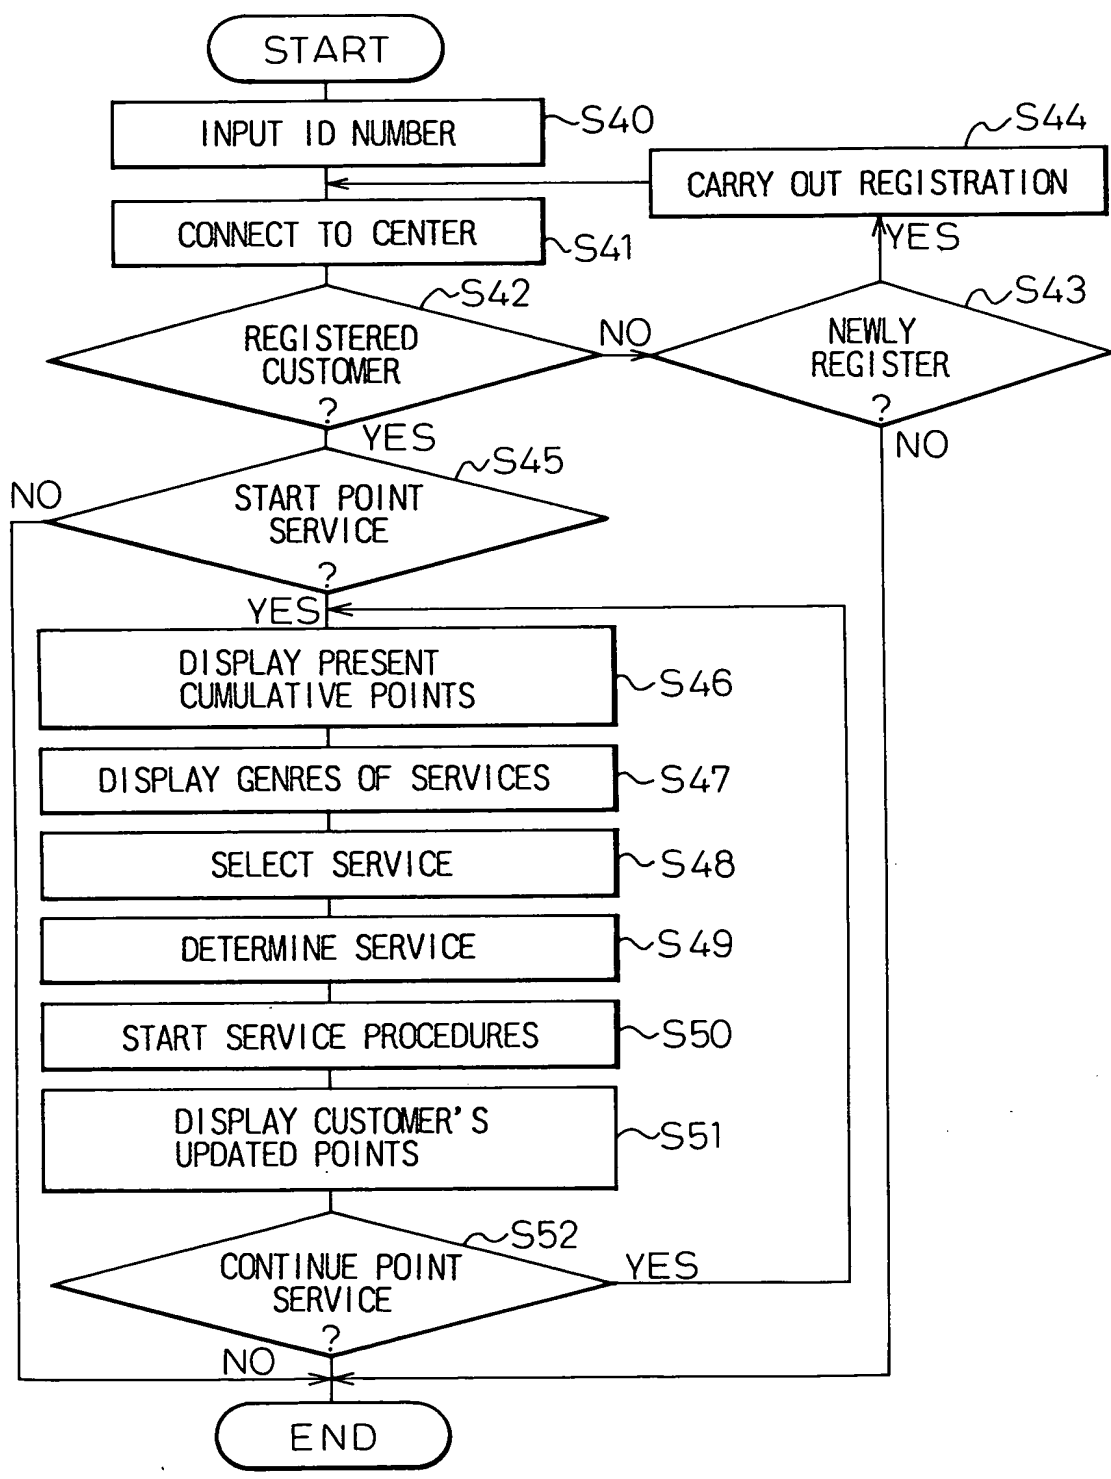 START
INPUT ID NUMBER
S40
S44
CARRY OUT REGISTRATION
CONNECT TO CENTER
S41
YES
S42
S43
REGISTERED
CUSTOMER
?
NO
NEWLY
REGISTER
?
YES
NO
S45
NO
START POINT
SERVICE
?
YES
DISPLAY PRESENT
CUMULATIVE POINTS
S46
DISPLAY GENRES OF SERVICES
S47
SELECT SERVICE
S48
DETERMINE SERVICE
S49
START SERVICE PROCEDURES
S50
DISPLAY CUSTOMER'S
UPDATED POINTS
S51
S52
CONTINUE POINT
SERVICE
?
YES
NO
END